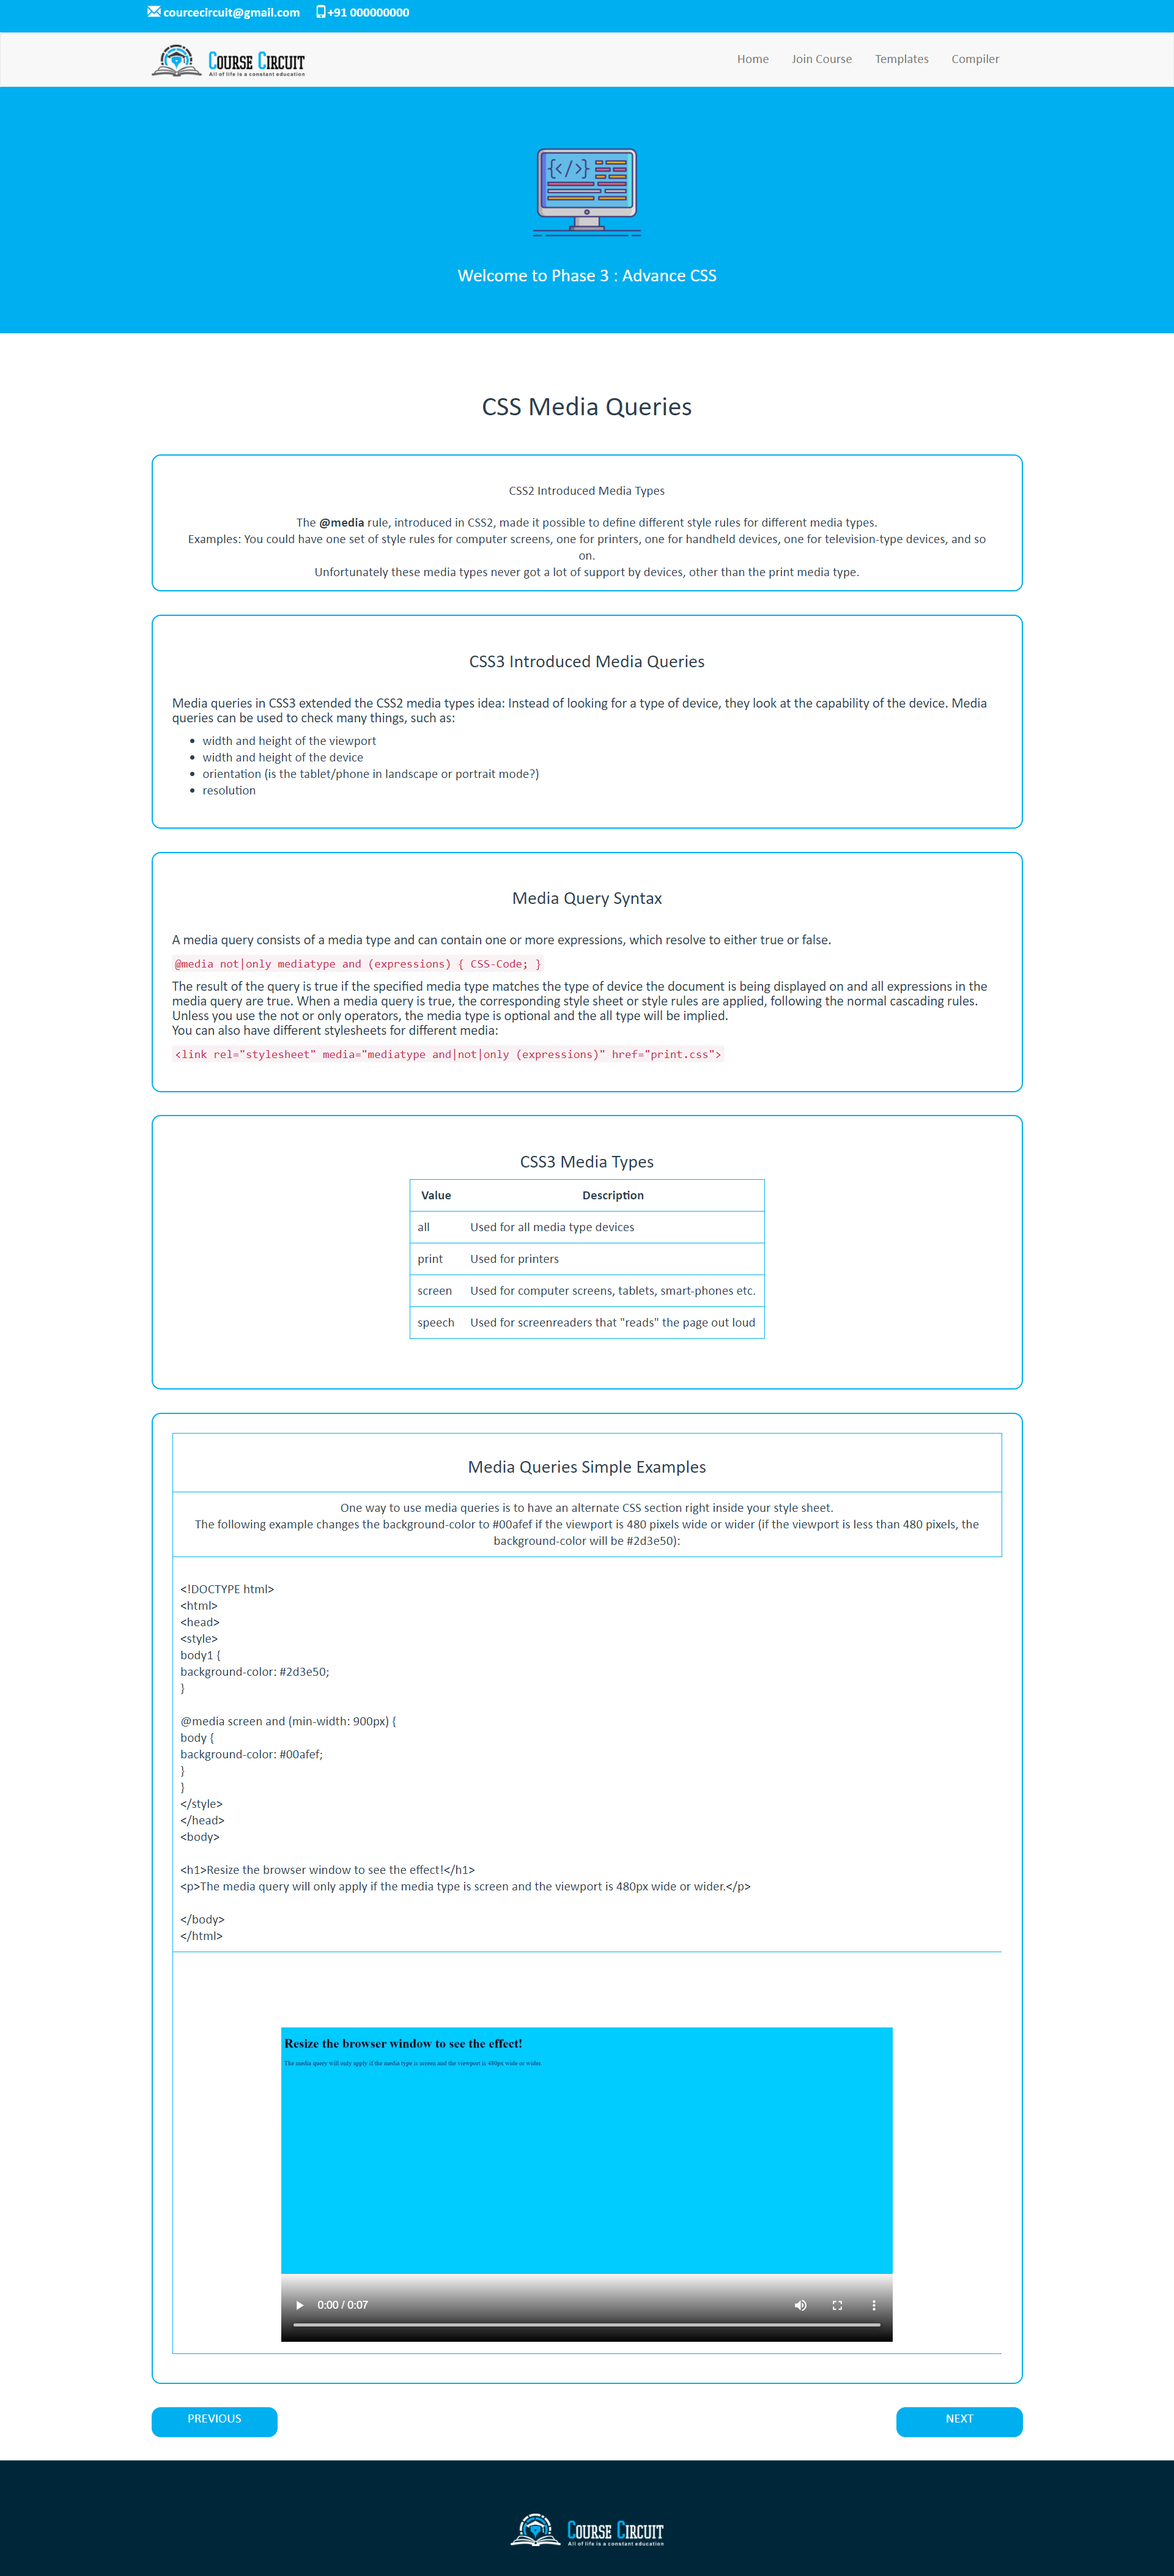 courcecircuit@gmail.com +91 000000000
COURSE CIRCUIT
All of life is a constant education
Home Join Course Templates Compiler
{</>}
Welcome to Phase 3 : Advance CSS
CSS Media Queries
CSS2 Introduced Media Types
The @media rule, introduced in CSS2, made it possible to define different style rules for different media types.
Examples: You could have one set of style rules for computer screens, one for printers, one for handheld devices, one for television-type devices, and so
on.
Unfortunately these media types never got a lot of support by devices, other than the print media type.
CSS3 Introduced Media Queries
Media queries in CSS3 extended the CSS2 media types idea: Instead of looking for a type of device, they look at the capability of the device. Media
queries can be used to check many things, such as:
• width and height of the viewport
• width and height of the device
• orientation (is the tablet/phone in landscape or portrait mode?)
• resolution
Media Query Syntax
A media query consists of a media type and can contain one or more expressions, which resolve to either true or false.
@media not|only mediatype and (expressions) { CSS-Code; }
The result of the query is true if the specified media type matches the type of device the document is being displayed on and all expressions in the
media query are true. When a media query is true, the corresponding style sheet or style rules are applied, following the normal cascading rules.
Unless you use the not or only operators, the media type is optional and the all type will be implied.
You can also have different stylesheets for different media:
<link rel="stylesheet" media="mediatype and|not|only (expressions)" href="print.css">
CSS3 Media Types
Value Description
all Used for all media type devices
print Used for printers
screen Used for computer screens, tablets, smart-phones etc.
speech Used for screenreaders that "reads" the page out loud
Media Queries Simple Examples
One way to use media queries is to have an alternate CSS section right inside your style sheet.
The following example changes the background-color to #00afef if the viewport is 480 pixels wide or wider (if the viewport is less than 480 pixels, the
background-color will be #2d3e50):
<!DOCTYPE html>
<html>
<head>
<style>
body1 {
background-color: #2d3e50;
}
@media screen and (min-width: 900px) {
body {
background-color: #00afef;
}
}
</style>
</head>
<body>
<h1>Resize the browser window to see the effect!</h1>
<p>The media query will only apply if the media type is screen and the viewport is 480px wide or wider.</p>
</body>
</html>
Resize the browser window to see the effect!
The media query will only apply if the media type is screen and the viewport is 480px wide or wider.
0:00 / 0:07
PREVIOUS NEXT
COURSE CIRCUIT
All of life is a constant education